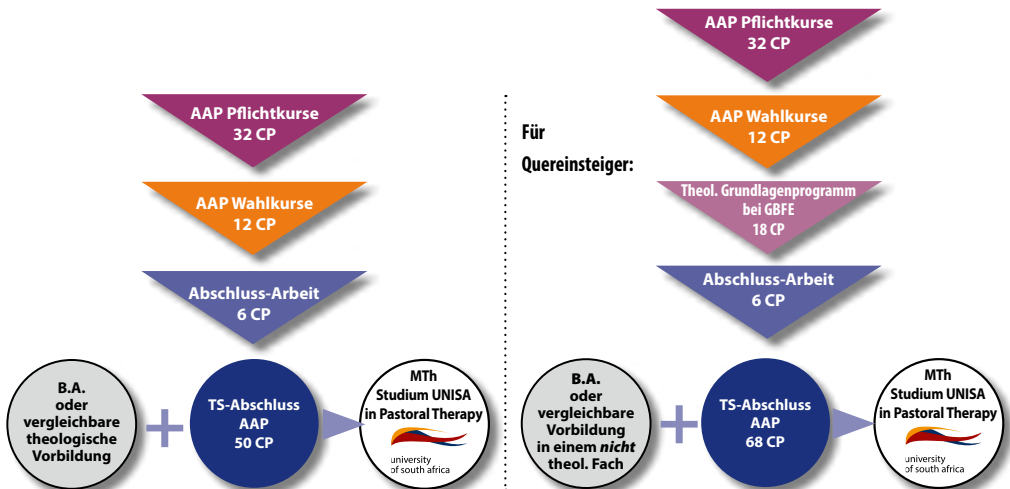 AAP Pflichtkurse
32 CP
AAP Wahlkurse
12 CP
Abschluss-Arbeit
6 CP
B.A.
oder
vergleichbare
theologische
Vorbildung
+
TS-Abschluss
AAP
50 CP
MTh
Studium UNISA
in Pastoral Therapy
university
of south africa
Für
Quereinsteiger:
AAP Pflichtkurse
32 CP
AAP Wahlkurse
12 CP
Theol. Grundlagenprogramm
bei GBFE
18 CP
Abschluss-Arbeit
6 CP
B.A.
oder
vergleichbare
Vorbildung
in einem nicht
theol. Fach
+
TS-Abschluss
AAP
68 CP
MTh
Studium UNISA
in Pastoral Therapy
university
of south africa